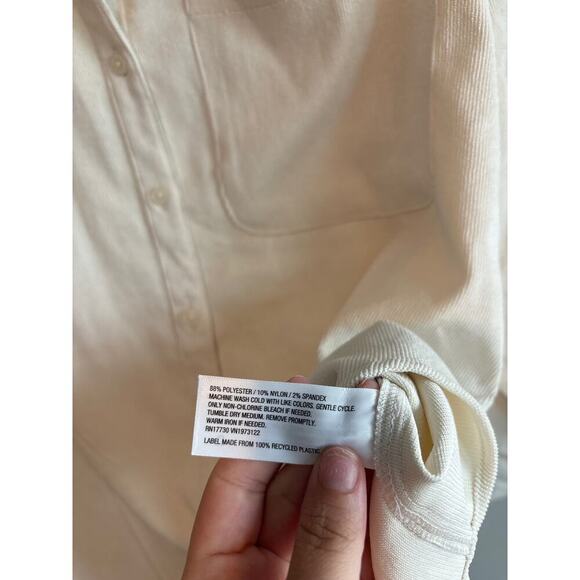 88% POLYESTER / 10% NYLON / 2% SPANDEX
MACHINE WASH COLD WITH LIKE COLORS. GENTLE CYCLE.
ONLY NON-CHLORINE BLEACH IF NEEDED.
TUMBLE DRY MEDIUM. REMOVE PROMPTLY.
WARM IRON IF NEEDED.
RN17730 VN1973122
LABEL MADE FROM 100% RECYCLED PLASTIC